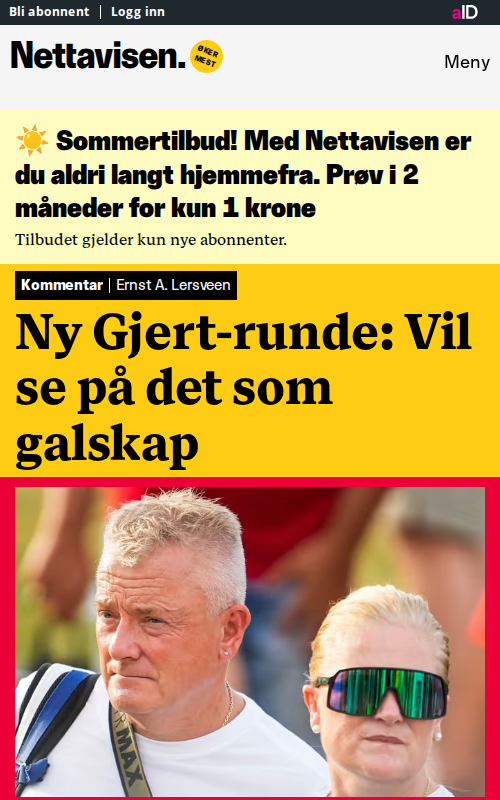 Bli abonnent | Logg inn
aID
Nettavisen.
ØKER
MEST
Meny
☀️ Sommertilbud! Med Nettavisen er
du aldri langt hjemmefra. Prøv i 2
måneder for kun 1 krone
Tilbudet gjelder kun nye abonnenter.
Kommentar | Ernst A. Lersveen
Ny Gjert-runde: Vil
se på det som
galskap
MAX